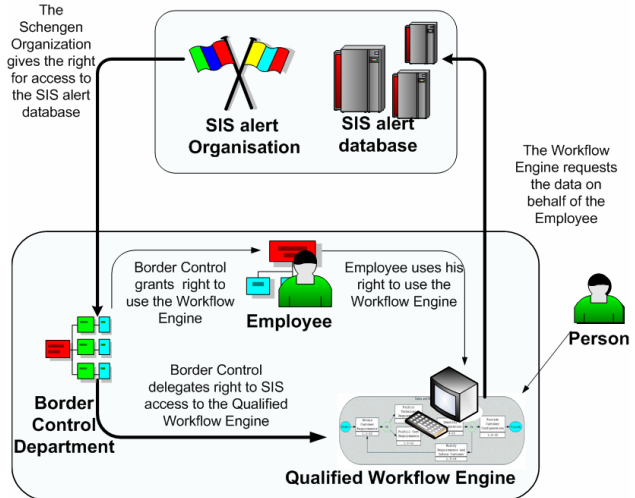 The
Schengen
Organization
gives the right
for access to
the SIS alert
database
SIS alert
Organisation
SIS alert
database
The Workflow
Engine requests
the data on
behalf of the
Employee
Border Control
grants right to
use the Workflow
Engine
Employee
Employee uses his
right to use the
Workflow Engine
Person
Border Control
delegates right to SIS
access to the Qualified
Workflow Engine
Border
Control
Department
Qualified Workflow Engine